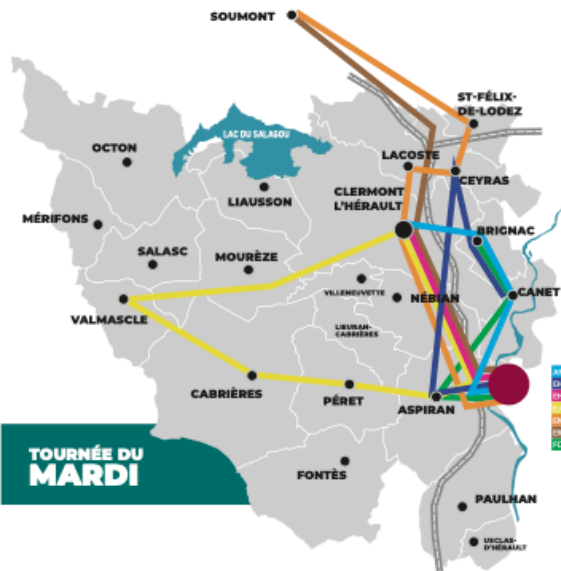 SOUMONT
ST-FÉLIX-
DE-LODEZ
LAC DU SALAGOU
OCTON
LACOSTE
CEYRAS
CLERMONT
L'HÉRAULT
LIAUSSON
MÉRIFONS
BRIGNAC
SALASC
MOURÈZE
VILLENEUVETTE
NÉBIAN
CANET
VALMASCLE
LIEURAN-
CABRIÈRES
CABRIÈRES
PÉRET
ASPIRAN
TOURNÉE DU
MARDI
FONTÈS
PAULHAN
USCLAS-
D'HÉRAULT